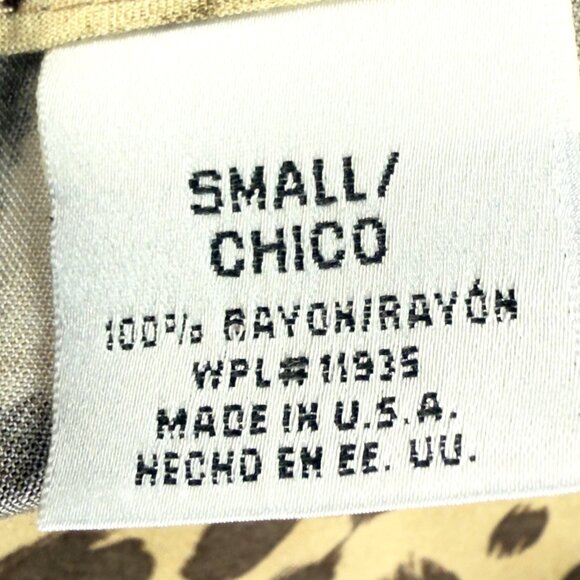 SMALL/
CHICO
100% RAYON/RAYÓN
WPL# 11935
MADE IN U.S.A.
HECHO EN EE. UU.